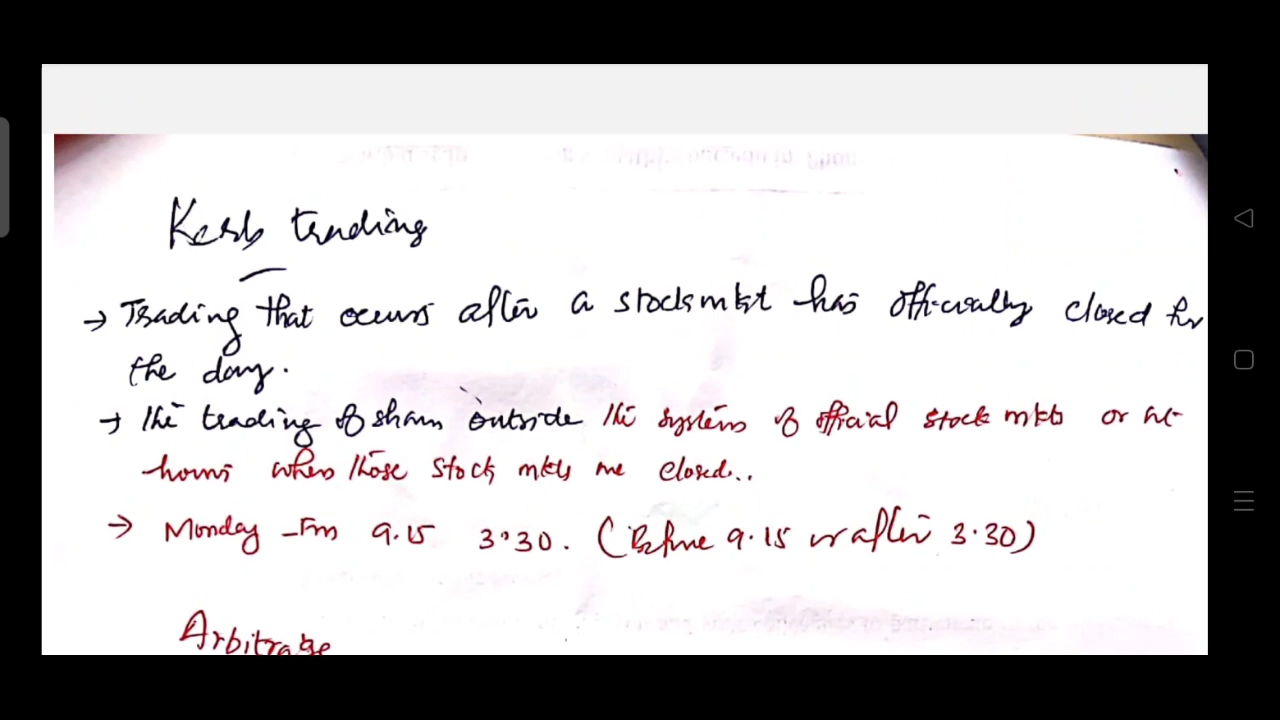 Kerb trading
→ Trading that occurs after a stock mkt has officially closed for
the day.
→ The trading of shares outside the systems of official stock mkts or at
hours when those stock mkts are closed..
→ Monday - Fri 9.15 3.30. (Before 9.15 or after 3.30)
Arbitrage